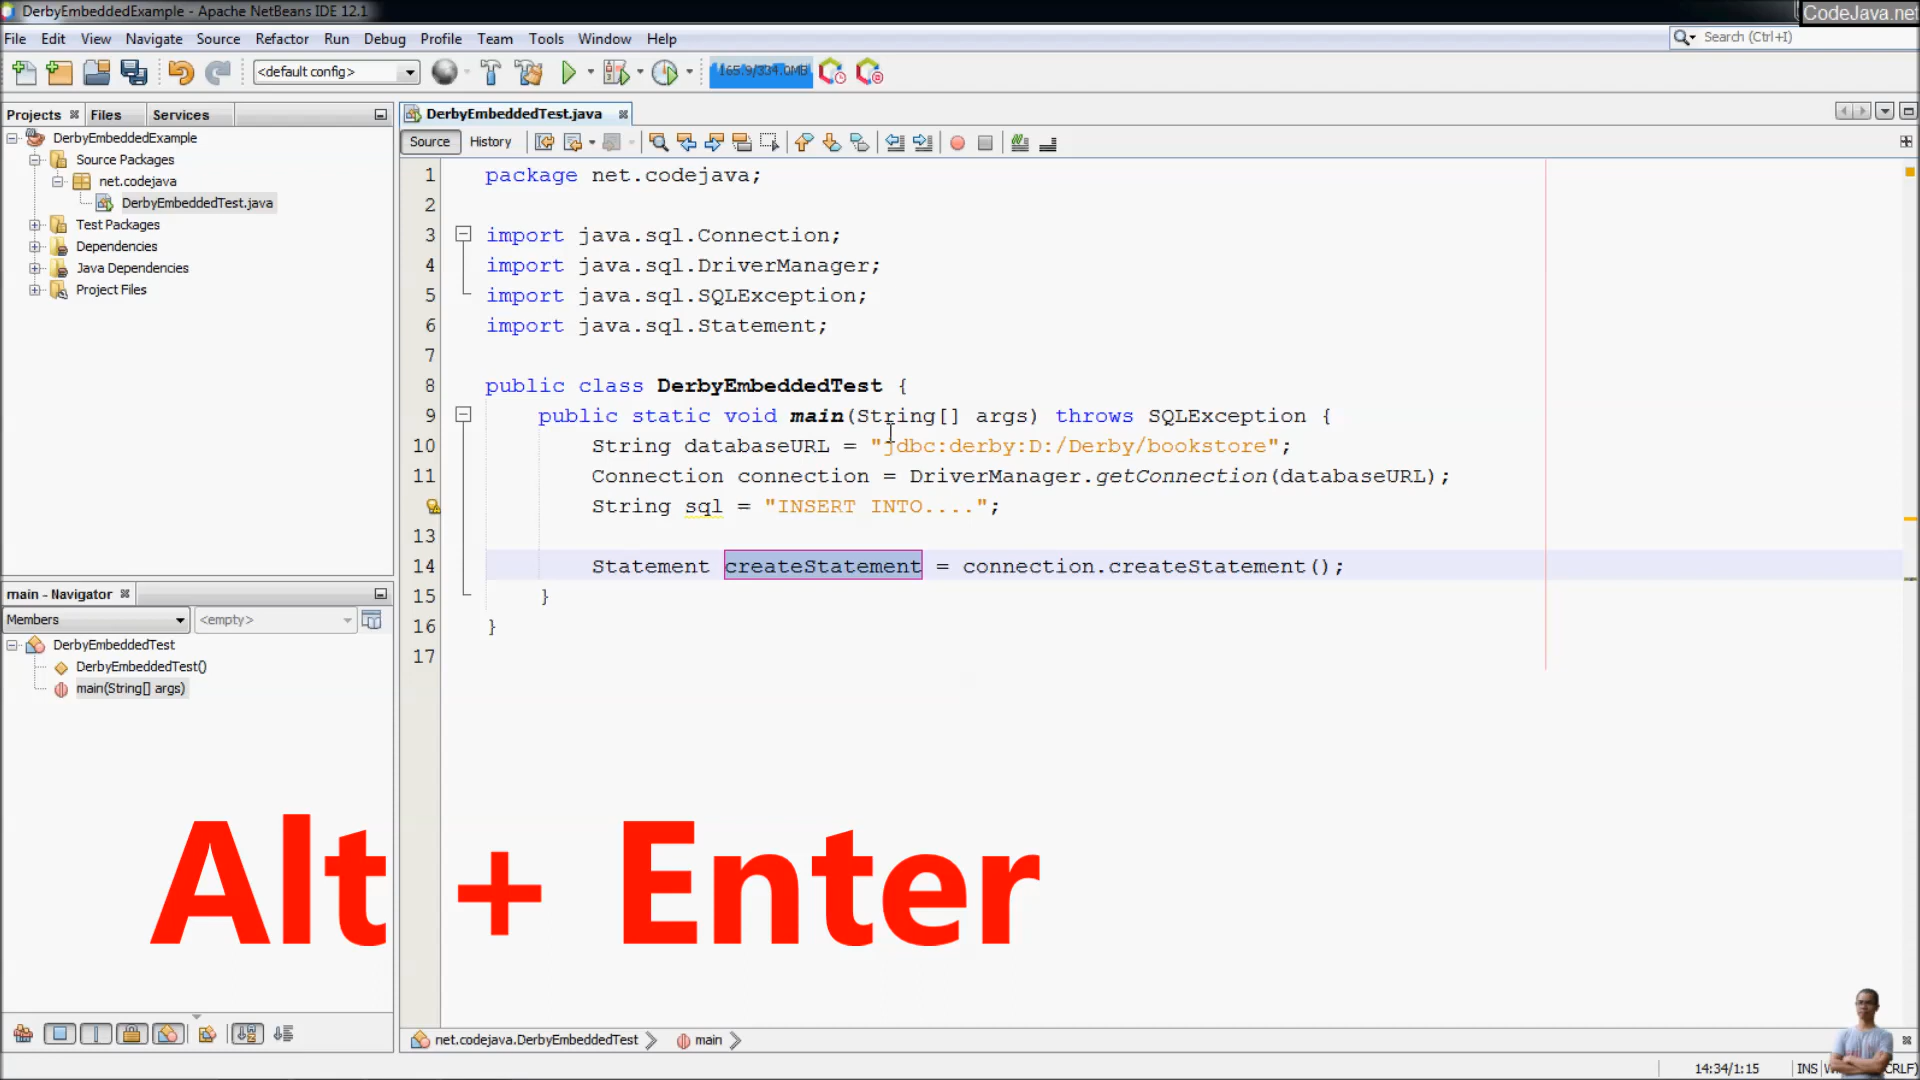 DerbyEmbeddedExample - Apache NetBeans IDE 12.1
CodeJava.net
File Edit View Navigate Source Refactor Run Debug Profile Team Tools Window Help
Search (Ctrl+I)
<default config>
165.9/334.0MB
Projects Files Services
DerbyEmbeddedExample
Source Packages
net.codejava
DerbyEmbeddedTest.java
Test Packages
Dependencies
Java Dependencies
Project Files
main - Navigator
Members <empty>
DerbyEmbeddedTest
DerbyEmbeddedTest()
main(String[] args)
DerbyEmbeddedTest.java
Source History
1 package net.codejava;
2
3 import java.sql.Connection;
4 import java.sql.DriverManager;
5 import java.sql.SQLException;
6 import java.sql.Statement;
7
8 public class DerbyEmbeddedTest {
9 public static void main(String[] args) throws SQLException {
10 String databaseURL = "jdbc:derby:D:/Derby/bookstore";
11 Connection connection = DriverManager.getConnection(databaseURL);
String sql = "INSERT INTO....";
13
14 Statement createStatement = connection.createStatement();
15 }
16 }
17
Alt + Enter
net.codejava.DerbyEmbeddedTest main
14:34/1:15 INS CRLF)